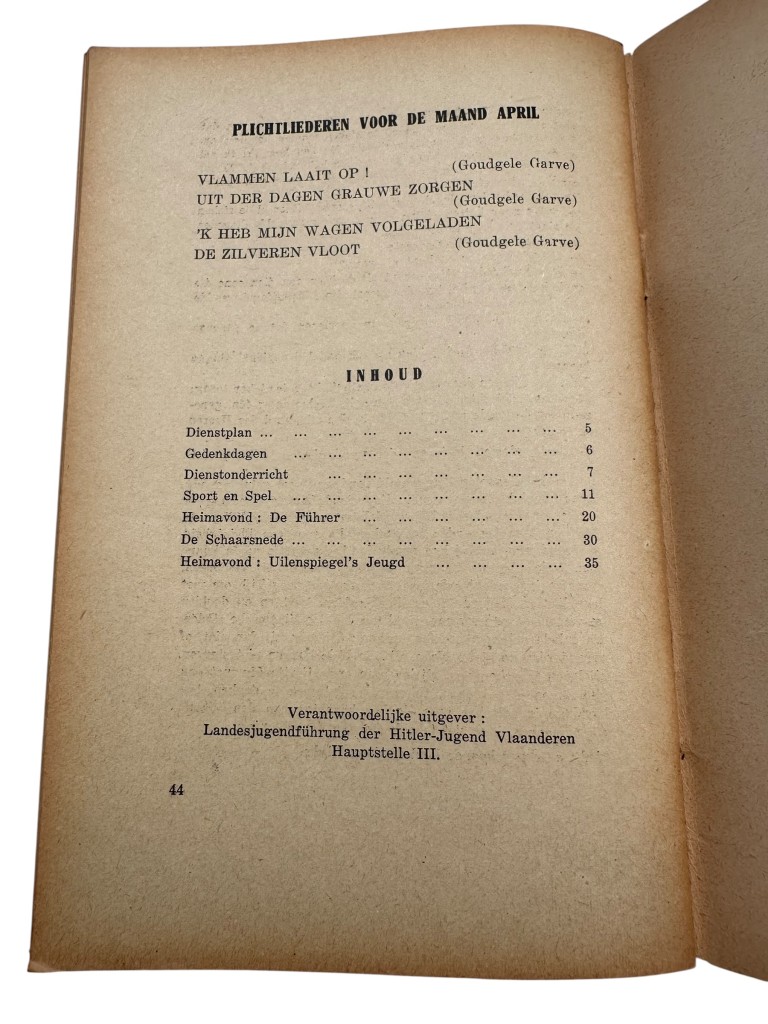 PLICHTLIEDEREN VOOR DE MAAND APRIL
VLAMMEN LAAIT OP ! (Goudgele Garve)
UIT DER DAGEN GRAUWE ZORGEN
(Goudgele Garve)
'K HEB MIJN WAGEN VOLGELADEN
DE ZILVEREN VLOOT (Goudgele Garve)
INHOUD
Dienstplan ... ... ... ... ... ... ... ... ... 5
Gedenkdagen ... ... ... ... ... ... ... ... 6
Dienstonderricht ... ... ... ... ... ... ... 7
Sport en Spel ... ... ... ... ... ... ... ... 11
Heimavond : De Führer ... ... ... ... ... ... 20
De Schaarsnede ... ... ... ... ... ... ... ... 30
Heimavond : Uilenspiegel's Jeugd ... ... ... ... 35
Verantwoordelijke uitgever :
Landesjugendführung der Hitler-Jugend Vlaanderen
Hauptstelle III.
44